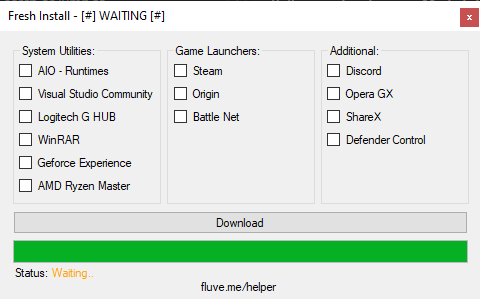 Fresh Install - [#] WAITING [#]
x
System Utilities:
AIO - Runtimes
Visual Studio Community
Logitech G HUB
WinRAR
Geforce Experience
AMD Ryzen Master
Game Launchers:
Steam
Origin
Battle Net
Additional:
Discord
Opera GX
ShareX
Defender Control
Download
Status: Waiting..
fluve.me/helper